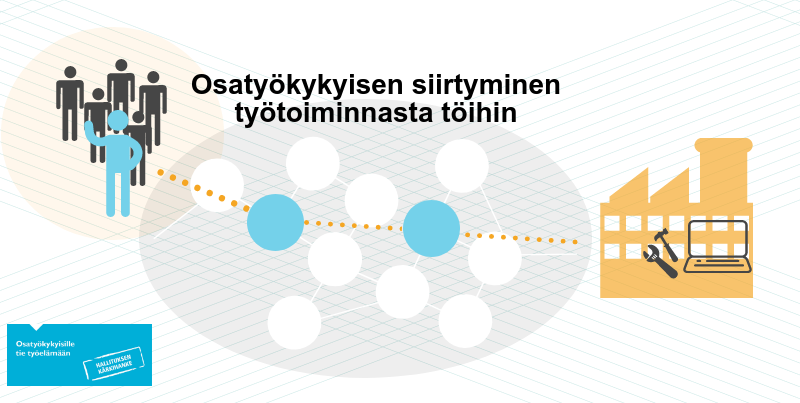 Osatyökykyisen siirtyminen
työtoiminnasta töihin
Osatyökykyisille
tie työelämään
HALLITUKSEN
KÄRKIHANKE